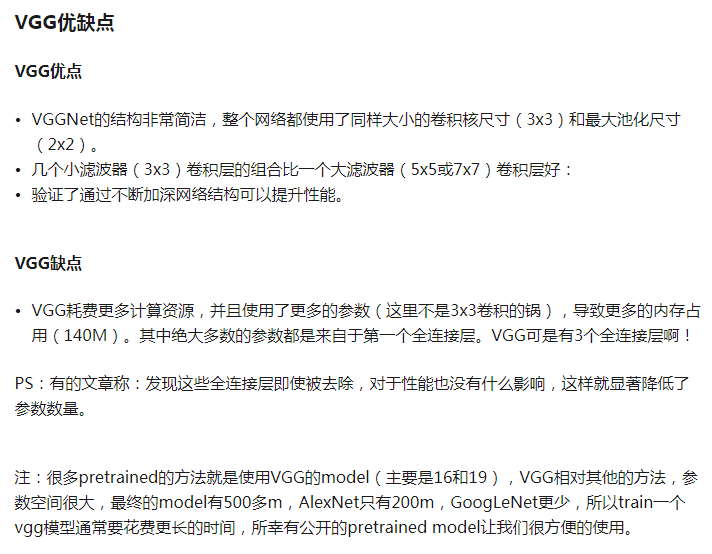 VGG优缺点
VGG优点
• VGGNet的结构非常简洁，整个网络都使用了同样大小的卷积核尺寸（3x3）和最大池化尺寸
（2x2）。
• 几个小滤波器（3x3）卷积层的组合比一个大滤波器（5x5或7x7）卷积层好：
• 验证了通过不断加深网络结构可以提升性能。
VGG缺点
• VGG耗费更多计算资源，并且使用了更多的参数（这里不是3x3卷积的锅），导致更多的内存占
用（140M）。其中绝大多数的参数都是来自于第一个全连接层。VGG可是有3个全连接层啊！
PS：有的文章称：发现这些全连接层即使被去除，对于性能也没有什么影响，这样就显著降低了
参数数量。
注：很多pretrained的方法就是使用VGG的model（主要是16和19），VGG相对其他的方法，参
数空间很大，最终的model有500多m，AlexNet只有200m，GoogLeNet更少，所以train一个
vgg模型通常要花费更长的时间，所幸有公开的pretrained model让我们很方便的使用。